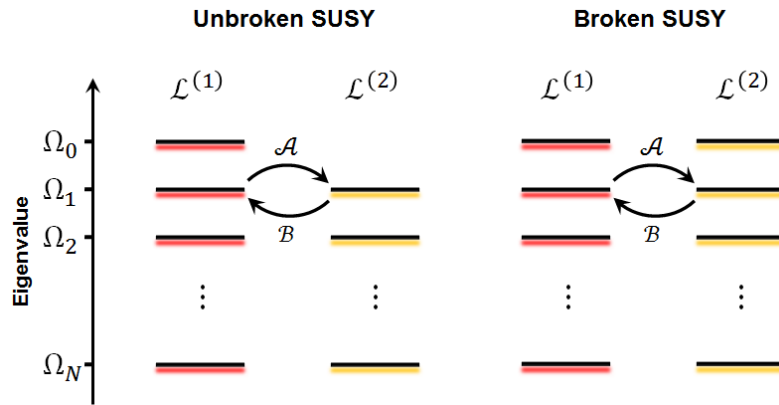 Unbroken SUSY
Broken SUSY
ℒ⁽¹⁾ ℒ⁽²⁾ ℒ⁽¹⁾ ℒ⁽²⁾
Eigenvalue
Ω₀
𝒜 𝒜
Ω₁
ℬ ℬ
Ω₂
⋮ ⋮ ⋮ ⋮
Ω_N